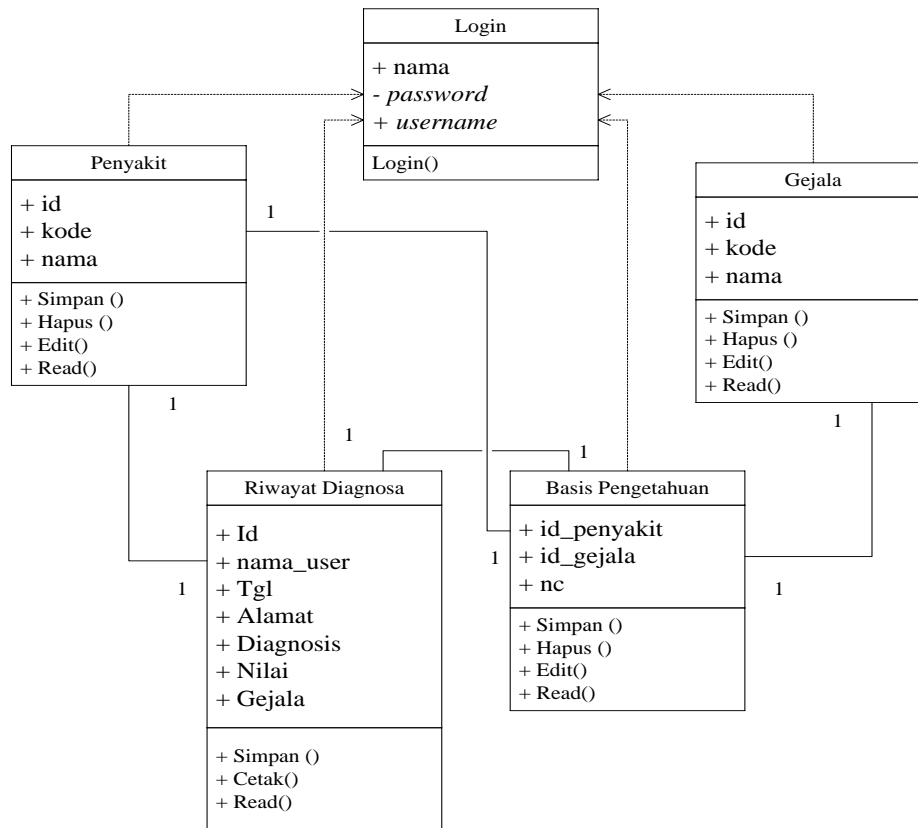 Login
+ nama
- password
+ username
Login()
Penyakit
+ id
+ kode
+ nama
+ Simpan ()
+ Hapus ()
+ Edit()
+ Read()
Gejala
+ id
+ kode
+ nama
+ Simpan ()
+ Hapus ()
+ Edit()
+ Read()
1
1
1
1
1
Riwayat Diagnosa
+ Id
+ nama_user
+ Tgl
+ Alamat
+ Diagnosis
+ Nilai
+ Gejala
+ Simpan ()
+ Cetak()
+ Read()
1
Basis Pengetahuan
+ id_penyakit
+ id_gejala
+ nc
+ Simpan ()
+ Hapus ()
+ Edit()
+ Read()
1
1